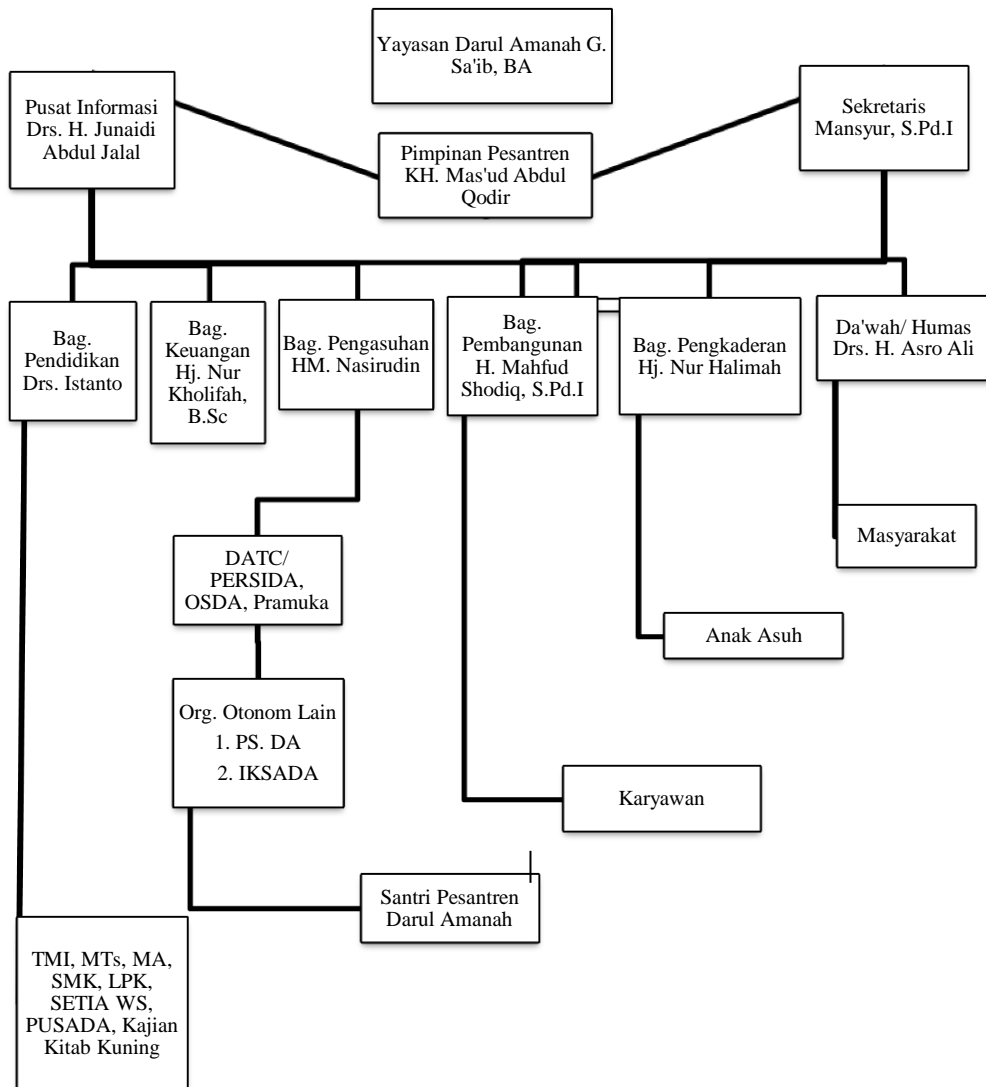 Yayasan Darul Amanah G.
Sa'ib, BA
Pusat Informasi
Drs. H. Junaidi
Abdul Jalal
Sekretaris
Mansyur, S.Pd.I
Pimpinan Pesantren
KH. Mas'ud Abdul
Qodir
Bag.
Pendidikan
Drs. Istanto
Bag.
Keuangan
Hj. Nur
Kholifah,
B.Sc
Bag. Pengasuhan
HM. Nasirudin
Bag.
Pembangunan
H. Mahfud
Shodiq, S.Pd.I
Bag. Pengkaderan
Hj. Nur Halimah
Da'wah/ Humas
Drs. H. Asro Ali
Masyarakat
DATC/
PERSIDA,
OSDA, Pramuka
Anak Asuh
Org. Otonom Lain
1. PS. DA
2. IKSADA
Karyawan
Santri Pesantren
Darul Amanah
TMI, MTs, MA,
SMK, LPK,
SETIA WS,
PUSADA, Kajian
Kitab Kuning